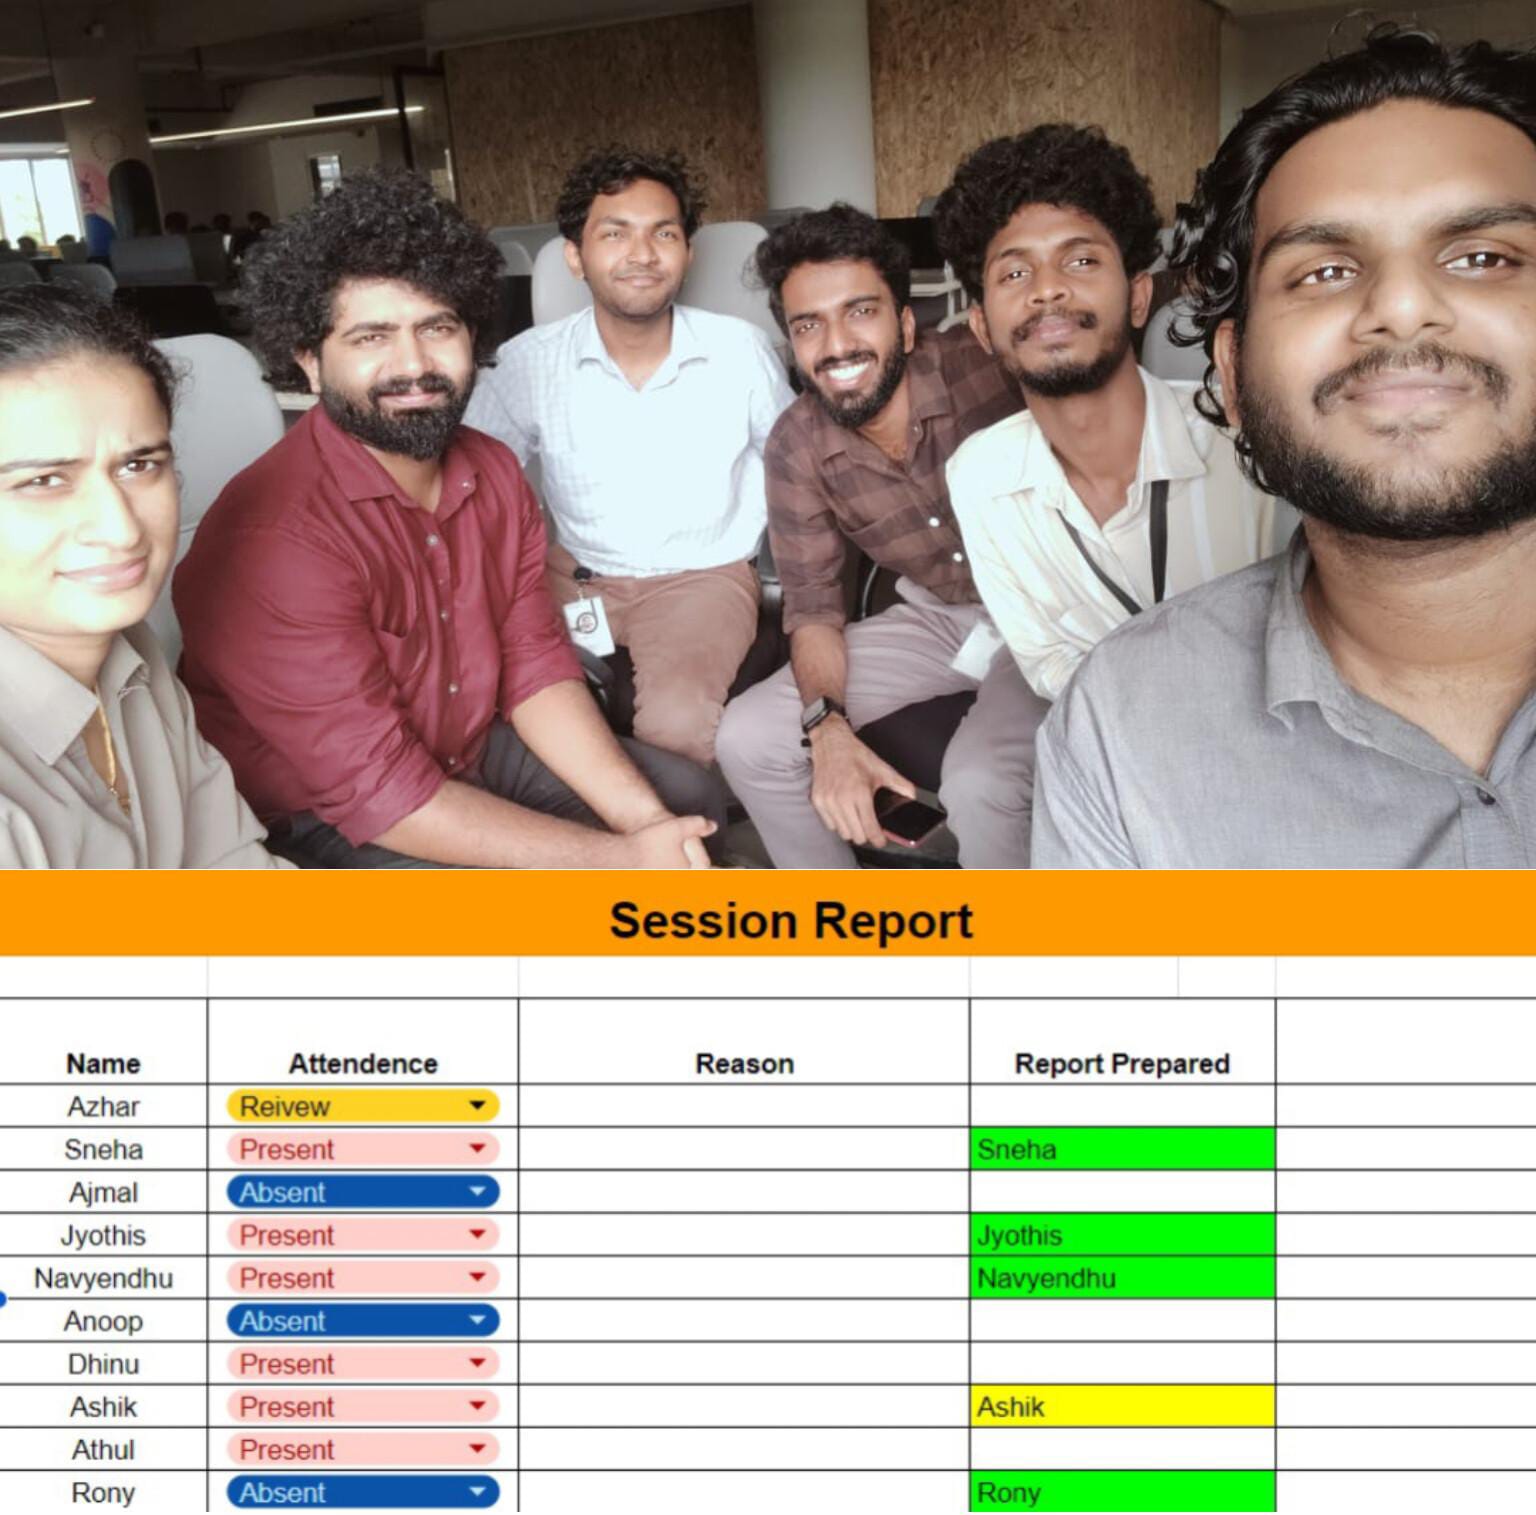 Session Report
Name Attendence Reason Report Prepared
Azhar Reivew
Sneha Present Sneha
Ajmal Absent
Jyothis Present Jyothis
Navyendhu Present Navyendhu
Anoop Absent
Dhinu Present
Ashik Present Ashik
Athul Present
Rony Absent Rony